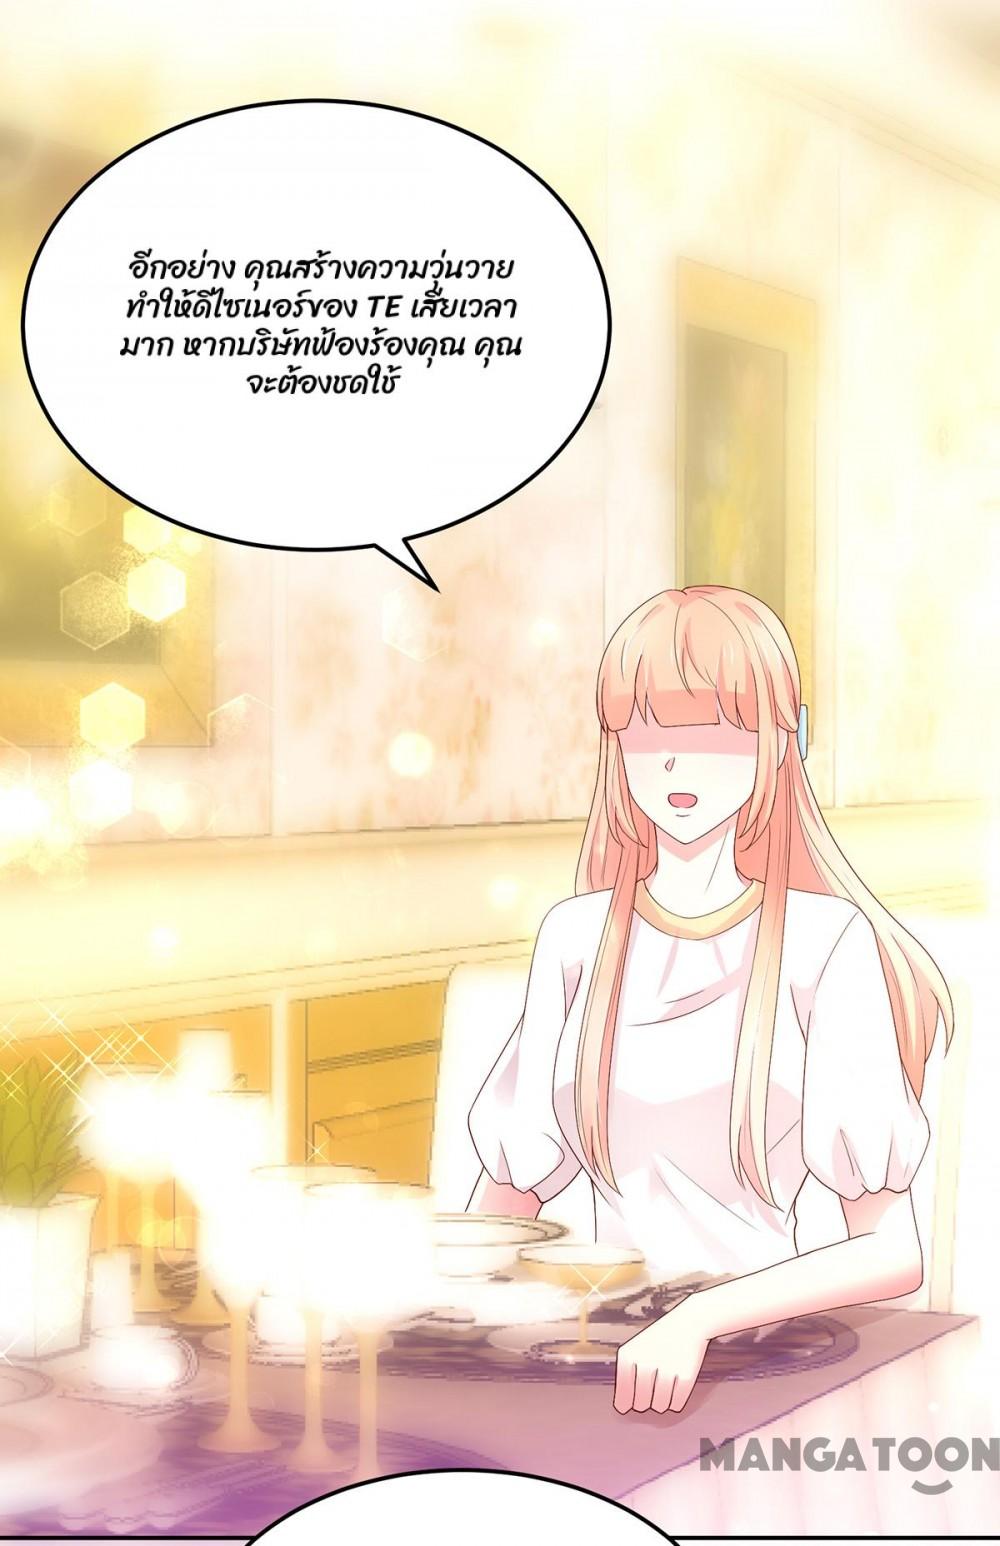 อีกอย่าง คุณสร้างความวุ่นวาย
ทำให้ดีไซเนอร์ของ TE เสียเวลา
มาก หากบริษัทฟ้องร้องคุณ คุณ
จะต้องชดใช้
MANGATOON